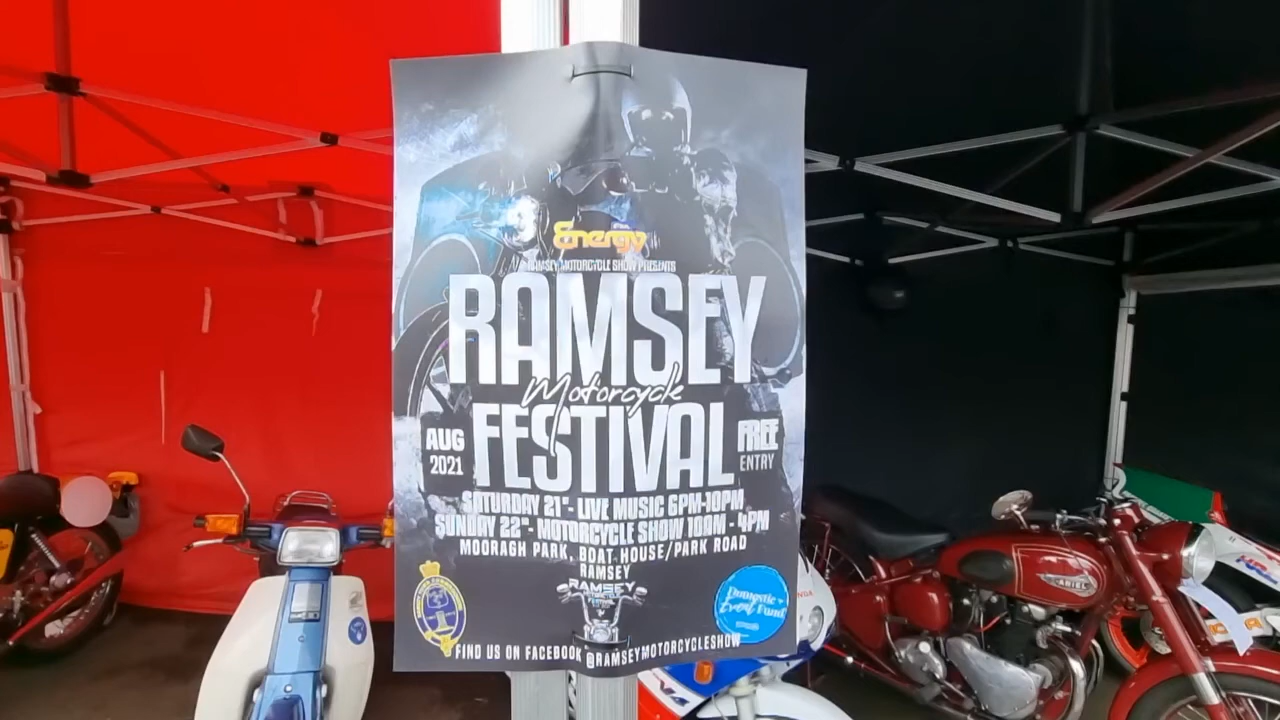 Energy
RAMSEY MOTORCYCLE SHOW PRESENTS
RAMSEY
Motorcycle
FESTIVAL
AUG
2021
FREE
ENTRY
SATURDAY 21ST - LIVE MUSIC 6PM-10PM
SUNDAY 22ND - MOTORCYCLE SHOW 10AM - 4PM
MOORAGH PARK, BOAT HOUSE/PARK ROAD
RAMSEY
RAMSEY
Domestic
Event Fund
FIND US ON FACEBOOK @RAMSEYMOTORCYCLESHOW
ARIEL